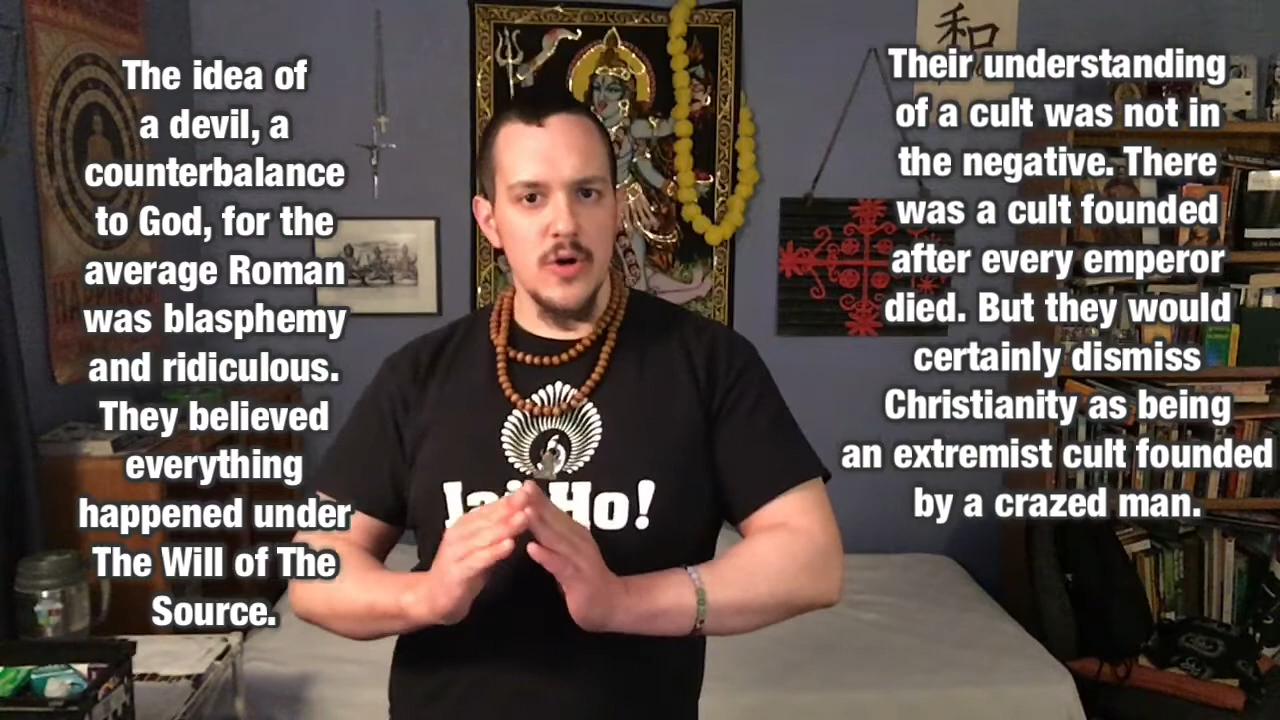 The idea of
a devil, a
counterbalance
to God, for the
average Roman
was blasphemy
and ridiculous.
They believed
everything
happened under
The Will of The
Source.
Their understanding
of a cult was not in
the negative. There
was a cult founded
after every emperor
died. But they would
certainly dismiss
Christianity as being
an extremist cult founded
by a crazed man.
和
HAPPINESS
Jai Ho!